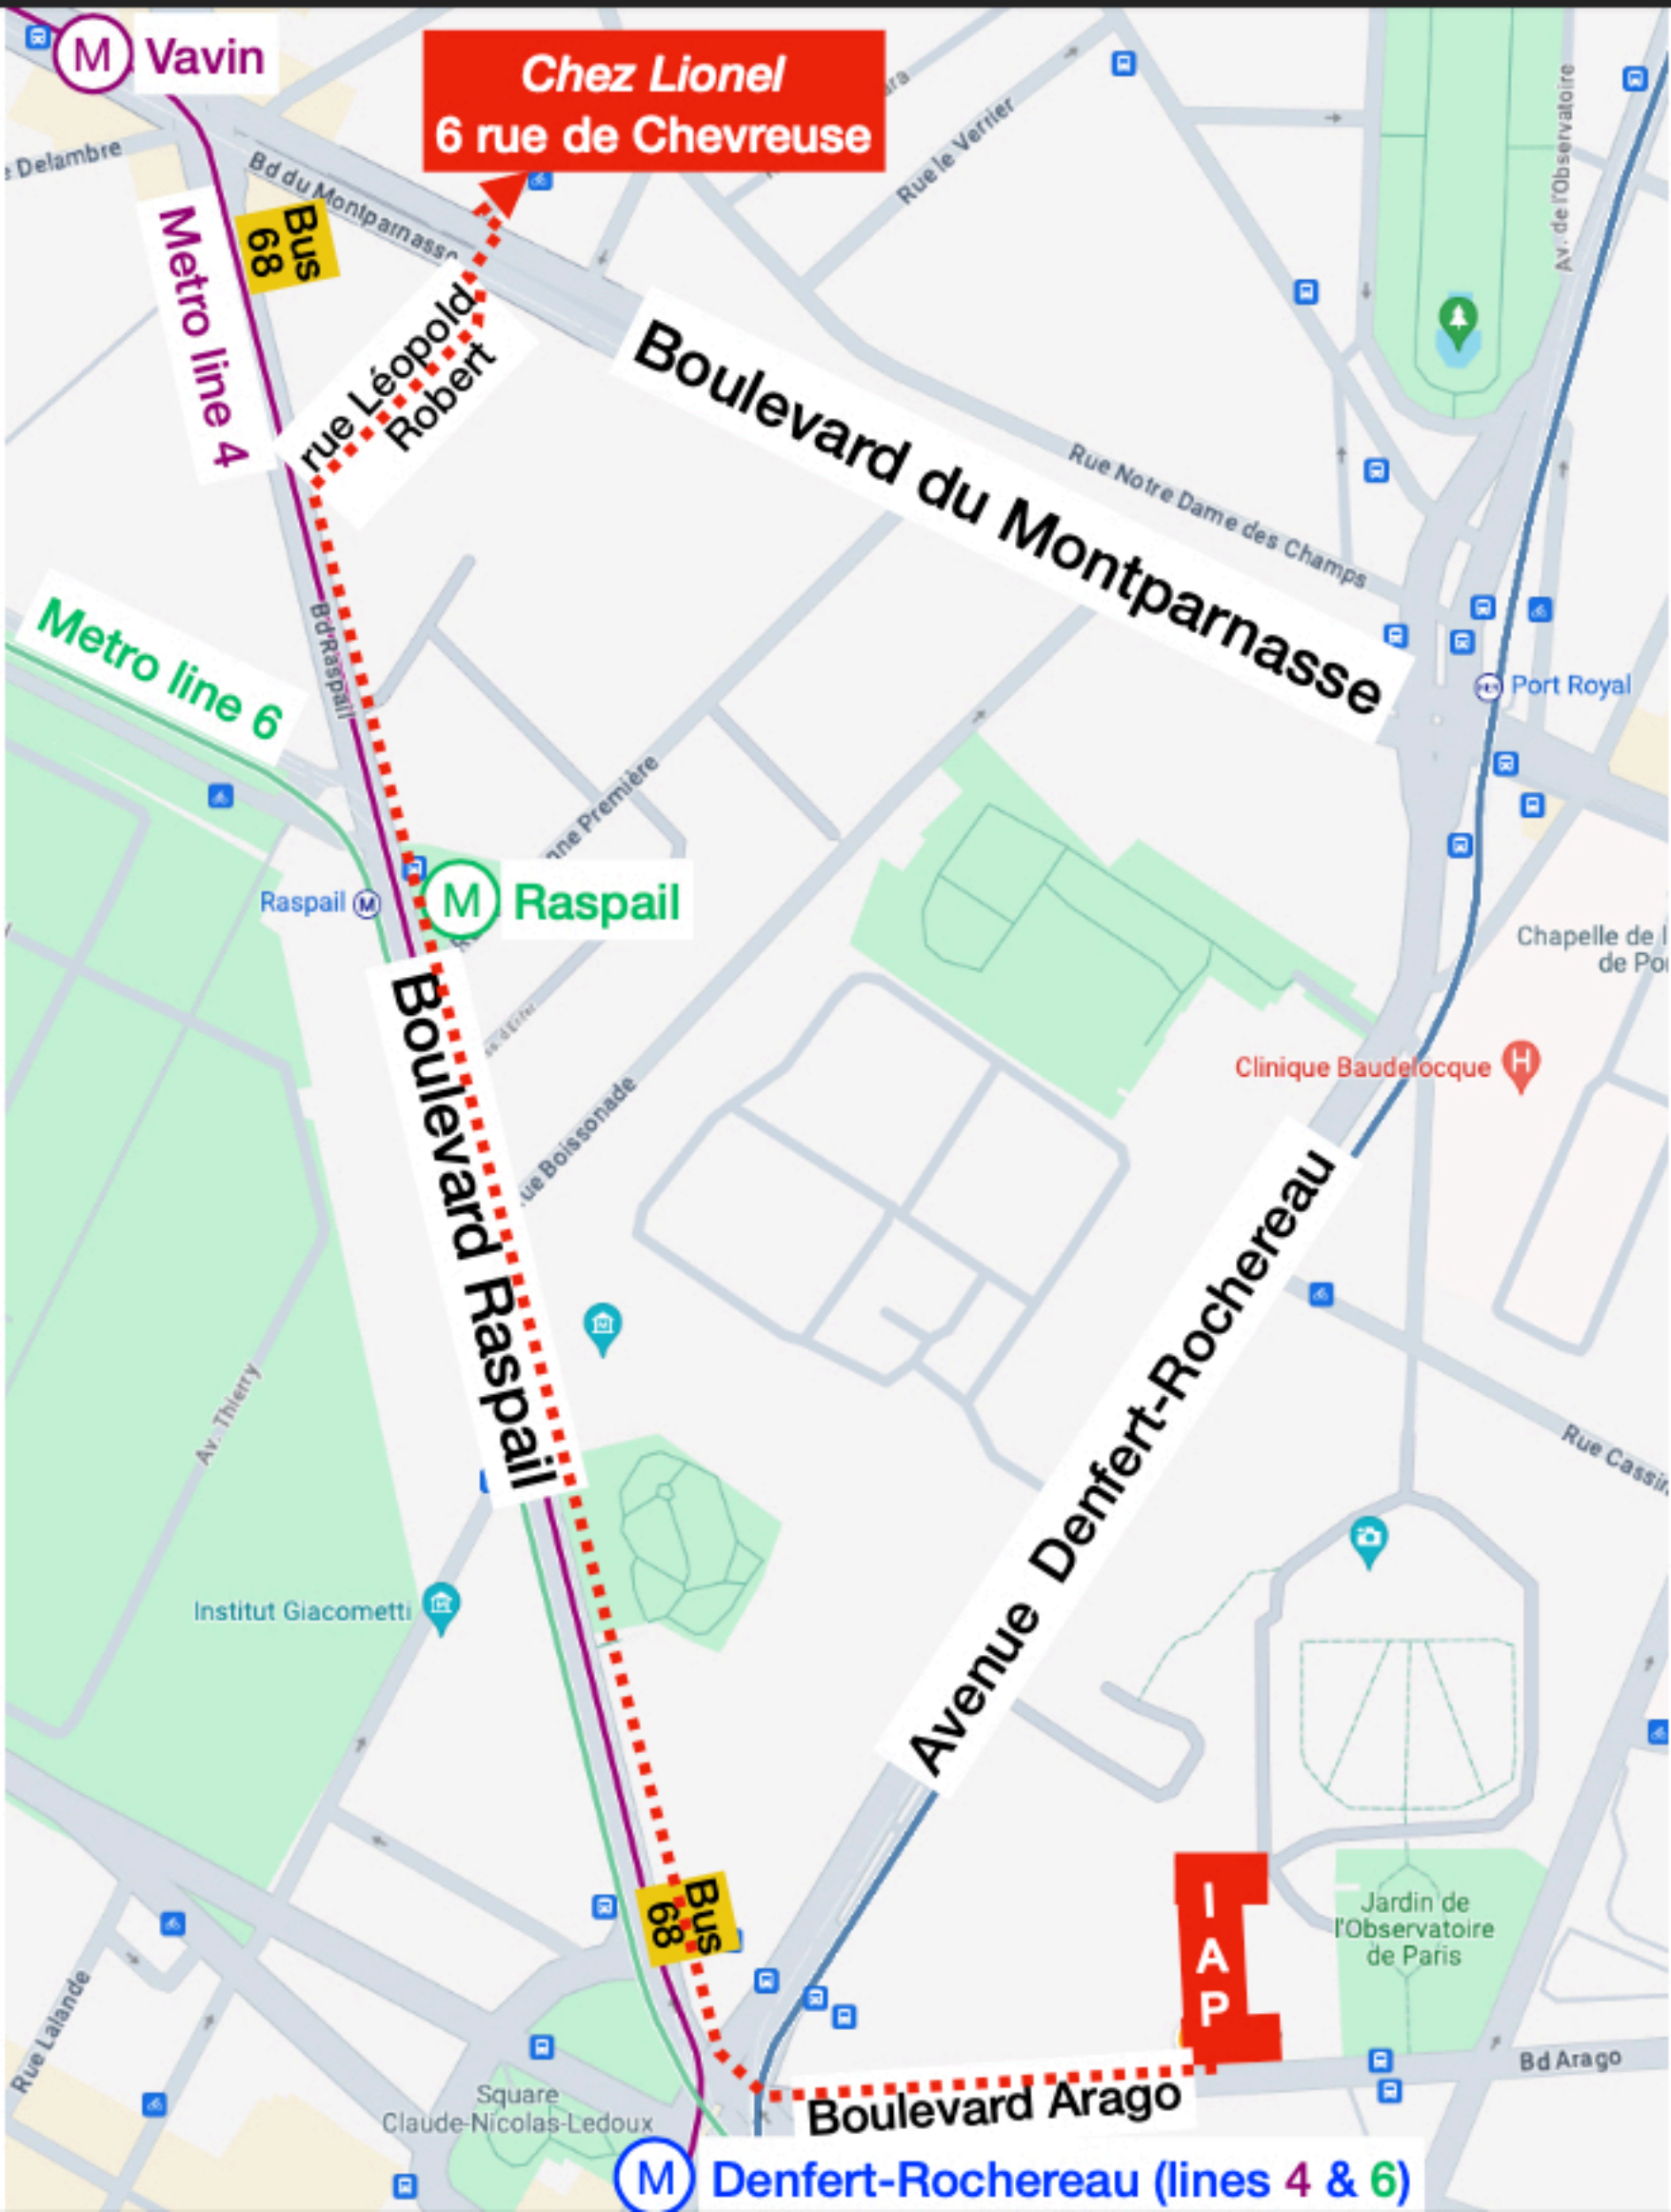 M Vavin
Chez Lionel
6 rue de Chevreuse
Rue le Verrier
Av. de l'Observatoire
Delambre
Bd du Montparnasse
Bus
68
Metro line 4
rue Léopold
Robert
Boulevard du Montparnasse
Rue Notre Dame des Champs
Bd Raspail
Metro line 6
Port Royal
nne Première
Raspail M
M Raspail
Chapelle de l
de Po
Boulevard Raspail
Clinique Baudelocque H
ue Boissonade
Avenue Denfert-Rochereau
Av. Thierry
Rue Cassin
Institut Giacometti
Bus
68
I
A
P
Jardin de
l'Observatoire
de Paris
Rue Lalande
Bd Arago
Square
Claude-Nicolas-Ledoux
Boulevard Arago
M Denfert-Rochereau (lines 4 & 6)